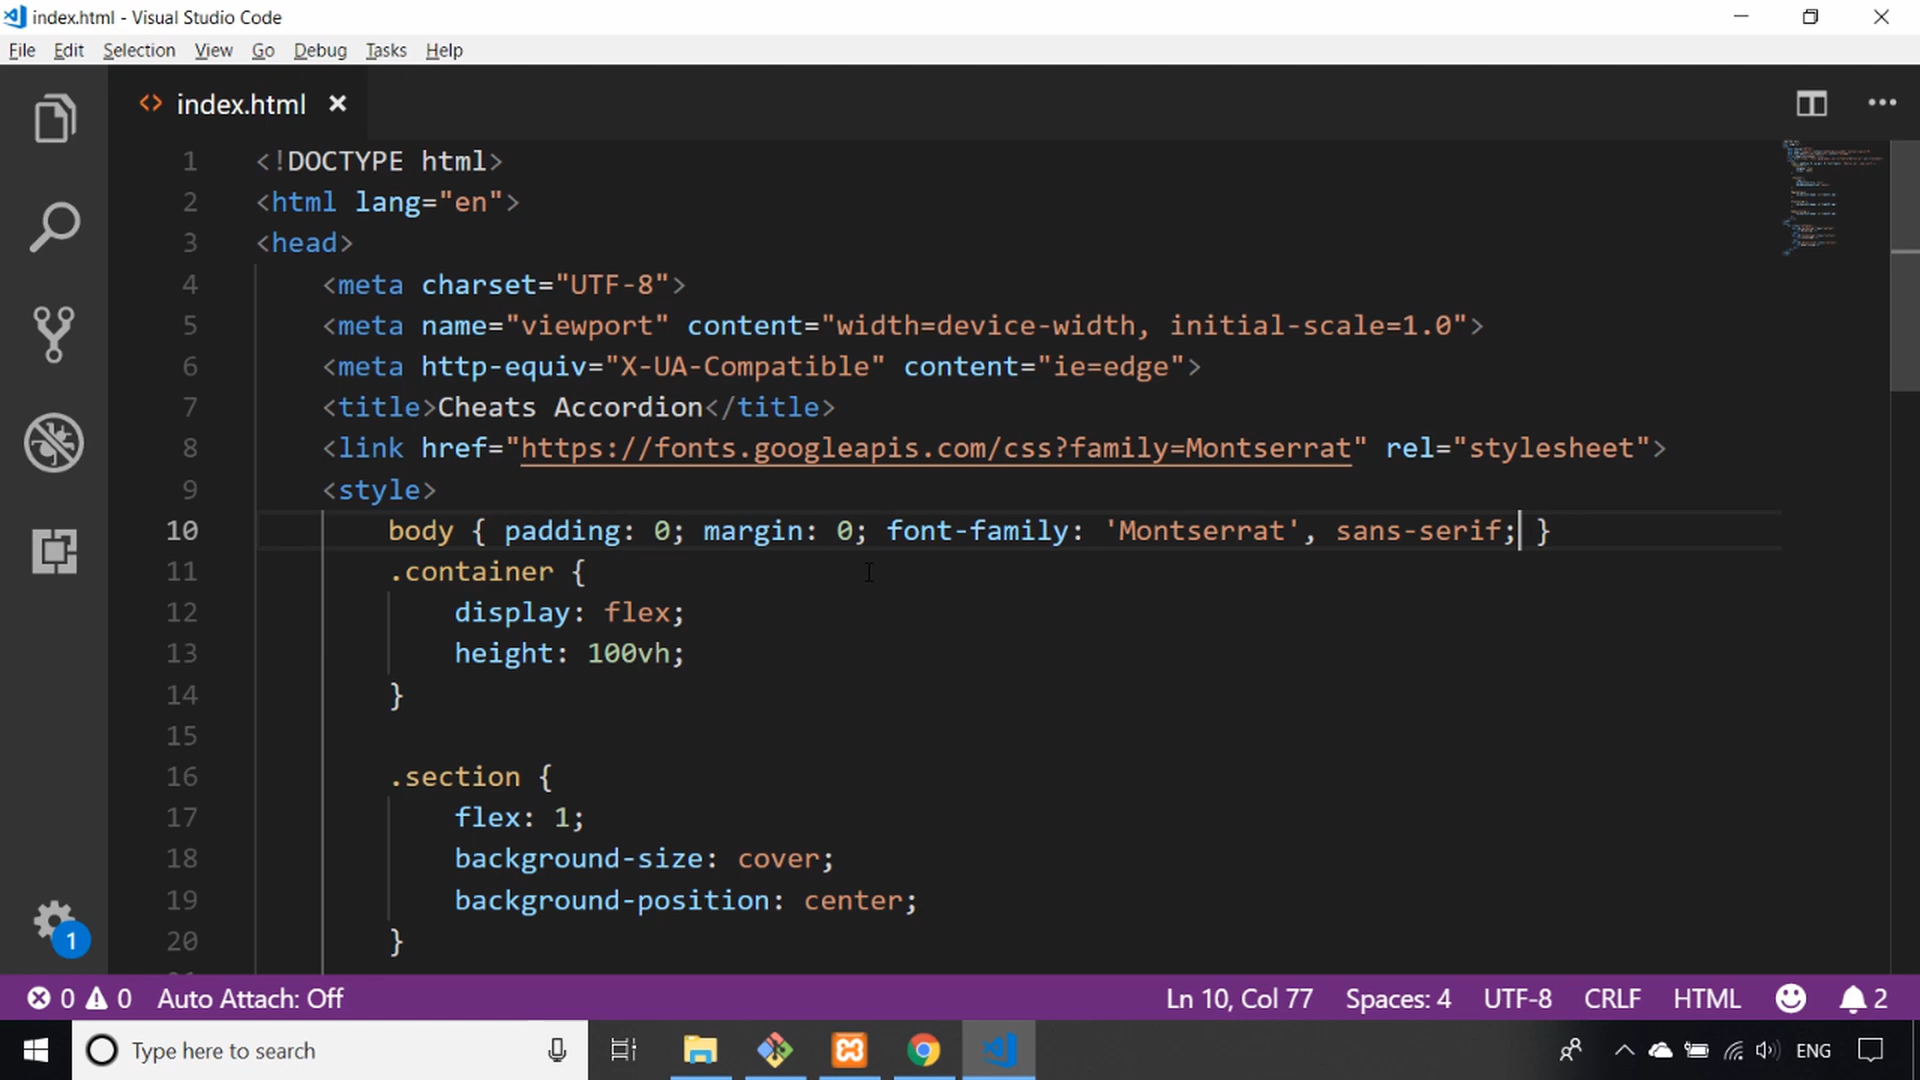 index.html - Visual Studio Code
File Edit Selection View Go Debug Tasks Help
<> index.html
1 <!DOCTYPE html>
2 <html lang="en">
3 <head>
4 <meta charset="UTF-8">
5 <meta name="viewport" content="width=device-width, initial-scale=1.0">
6 <meta http-equiv="X-UA-Compatible" content="ie=edge">
7 <title>Cheats Accordion</title>
8 <link href="https://fonts.googleapis.com/css?family=Montserrat" rel="stylesheet">
9 <style>
10 body { padding: 0; margin: 0; font-family: 'Montserrat', sans-serif; }
11 .container {
12 display: flex;
13 height: 100vh;
14 }
15
16 .section {
17 flex: 1;
18 background-size: cover;
19 background-position: center;
20 }
1
0 0 Auto Attach: Off Ln 10, Col 77 Spaces: 4 UTF-8 CRLF HTML 2
Type here to search ENG